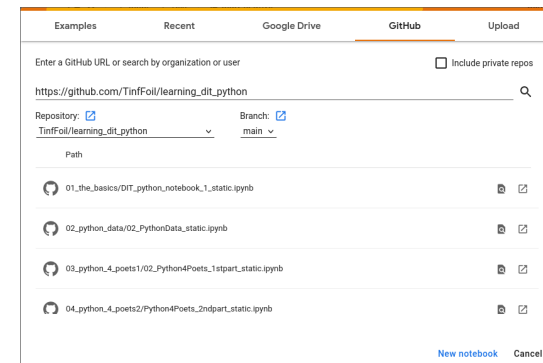 Examples Recent Google Drive GitHub Upload
Enter a GitHub URL or search by organization or user Include private repos
https://github.com/TinfFoil/learning_dit_python
Repository: Branch:
TinfFoil/learning_dit_python main
Path
01_the_basics/DIT_python_notebook_1_static.ipynb
02_python_data/02_PythonData_static.ipynb
03_python_4_poets1/02_Python4Poets_1stpart_static.ipynb
04_python_4_poets2/Python4Poets_2ndpart_static.ipynb
New notebook Cancel